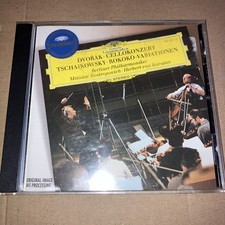 DVOŘÁK · CELLOKONZERT
TSCHAIKOWSKY · ROKOKO-VARIATIONEN
Berliner Philharmoniker
Mstislav Rostropovich · Herbert von Karajan
ORIGINAL-IMAGE
BIT-PROCESSING